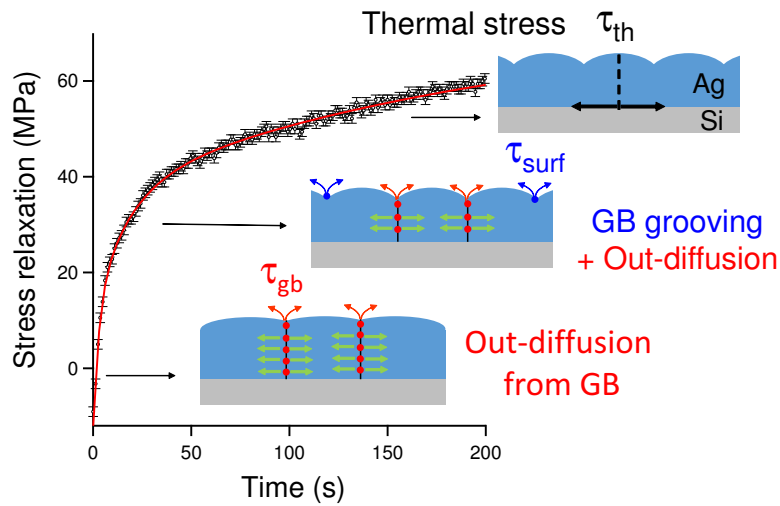 Thermal stress
τth
Ag
Si
τsurf
GB grooving
+ Out-diffusion
τgb
Out-diffusion
from GB
Stress relaxation (MPa)
60
40
20
0
0
50
100
150
200
Time (s)